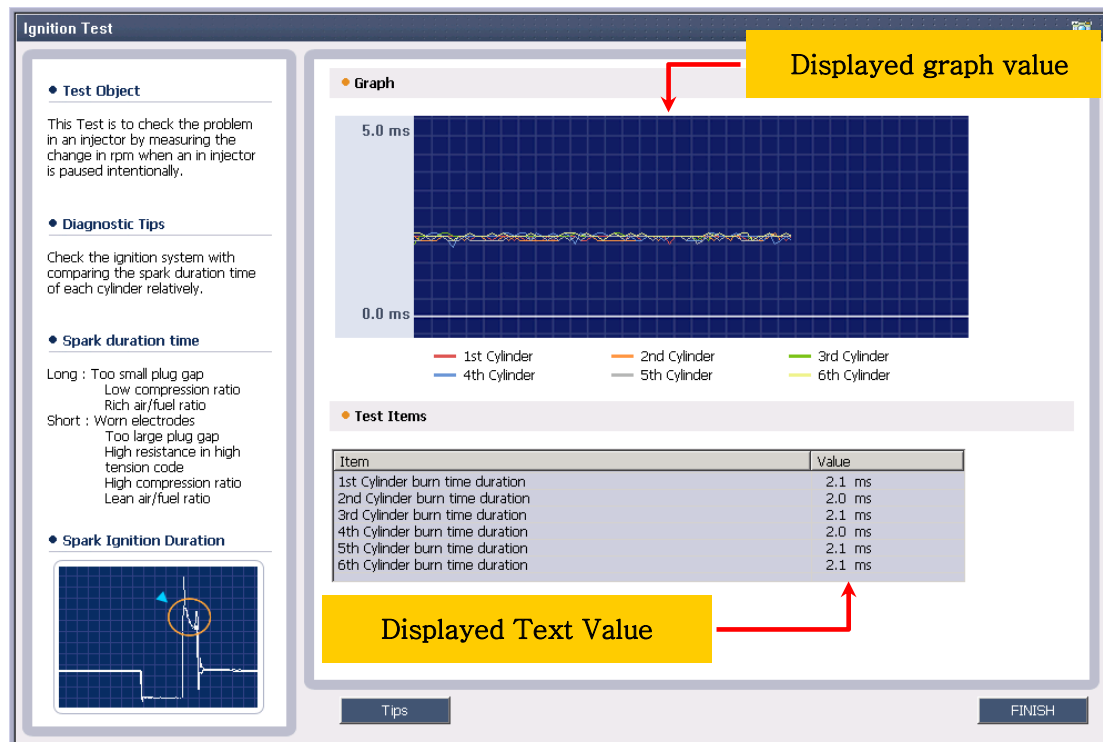 Ignition Test
Displayed graph value
Test Object
This Test is to check the problem
in an injector by measuring the
change in rpm when an in injector
is paused intentionally.
Diagnostic Tips
Check the ignition system with
comparing the spark duration time
of each cylinder relatively.
Spark duration time
Long : Too small plug gap
Low compression ratio
Rich air/fuel ratio
Short : Worn electrodes
Too large plug gap
High resistance in high
tension code
High compression ratio
Lean air/fuel ratio
Spark Ignition Duration
Graph
5.0 ms
0.0 ms
1st Cylinder 2nd Cylinder 3rd Cylinder
4th Cylinder 5th Cylinder 6th Cylinder
Test Items
Item Value
1st Cylinder burn time duration 2.1 ms
2nd Cylinder burn time duration 2.0 ms
3rd Cylinder burn time duration 2.1 ms
4th Cylinder burn time duration 2.0 ms
5th Cylinder burn time duration 2.1 ms
6th Cylinder burn time duration 2.1 ms
Displayed Text Value
Tips
FINISH